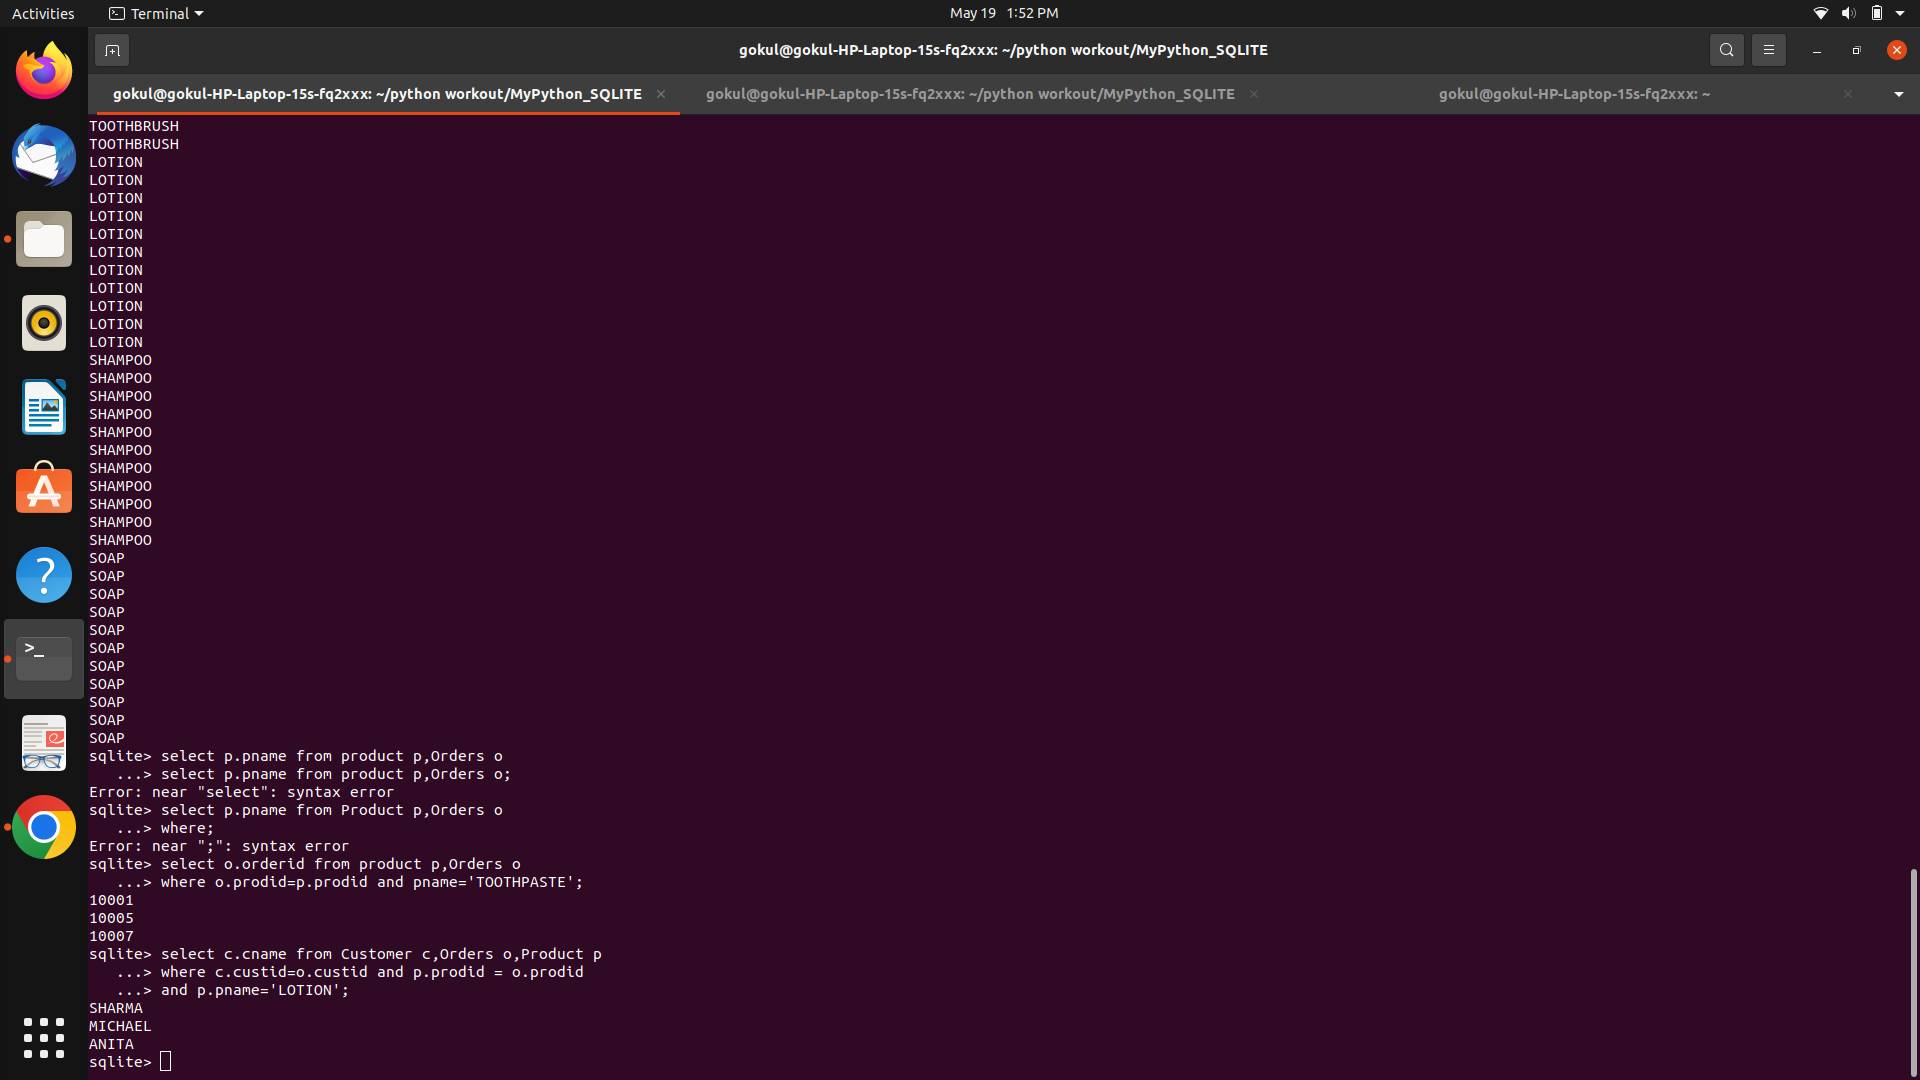 Activities
Terminal
May 19 1:52 PM
gokul@gokul-HP-Laptop-15s-fq2xxx: ~/python workout/MyPython_SQLITE
gokul@gokul-HP-Laptop-15s-fq2xxx: ~/python workout/MyPython_SQLITE
gokul@gokul-HP-Laptop-15s-fq2xxx: ~/python workout/MyPython_SQLITE
gokul@gokul-HP-Laptop-15s-fq2xxx: ~
TOOTHBRUSH
TOOTHBRUSH
LOTION
LOTION
LOTION
LOTION
LOTION
LOTION
LOTION
LOTION
LOTION
LOTION
LOTION
SHAMPOO
SHAMPOO
SHAMPOO
SHAMPOO
SHAMPOO
SHAMPOO
SHAMPOO
SHAMPOO
SHAMPOO
SHAMPOO
SHAMPOO
SOAP
SOAP
SOAP
SOAP
SOAP
SOAP
SOAP
SOAP
SOAP
SOAP
SOAP
sqlite> select p.pname from product p,Orders o
...> select p.pname from product p,Orders o;
Error: near "select": syntax error
sqlite> select p.pname from Product p,Orders o
...> where;
Error: near ";": syntax error
sqlite> select o.orderid from product p,Orders o
...> where o.prodid=p.prodid and pname='TOOTHPASTE';
10001
10005
10007
sqlite> select c.cname from Customer c,Orders o,Product p
...> where c.custid=o.custid and p.prodid = o.prodid
...> and p.pname='LOTION';
SHARMA
MICHAEL
ANITA
sqlite>